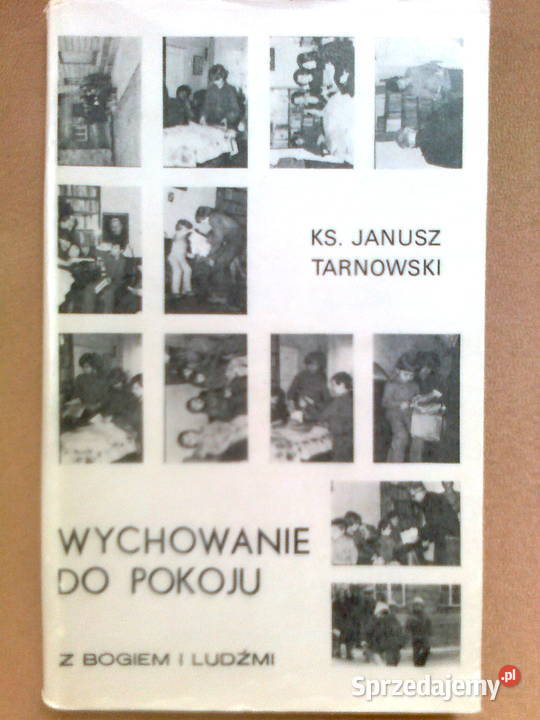 KS. JANUSZ
TARNOWSKI
WYCHOWANIE
DO POKOJU
Z BOGIEM I LUDŹMI
Sprzedajemy.pl